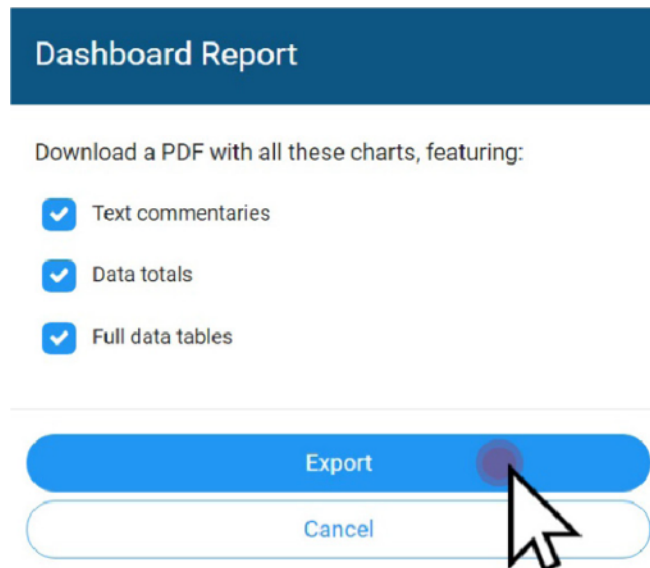 Dashboard Report
Download a PDF with all these charts, featuring:
Text commentaries
Data totals
Full data tables
Export
Cancel